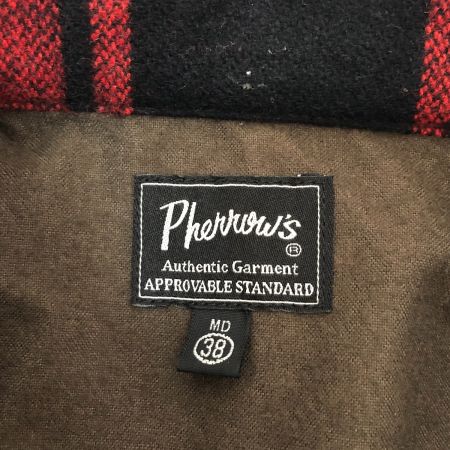 Pherrow's
®
Authentic Garment
APPROVABLE STANDARD
MD
38